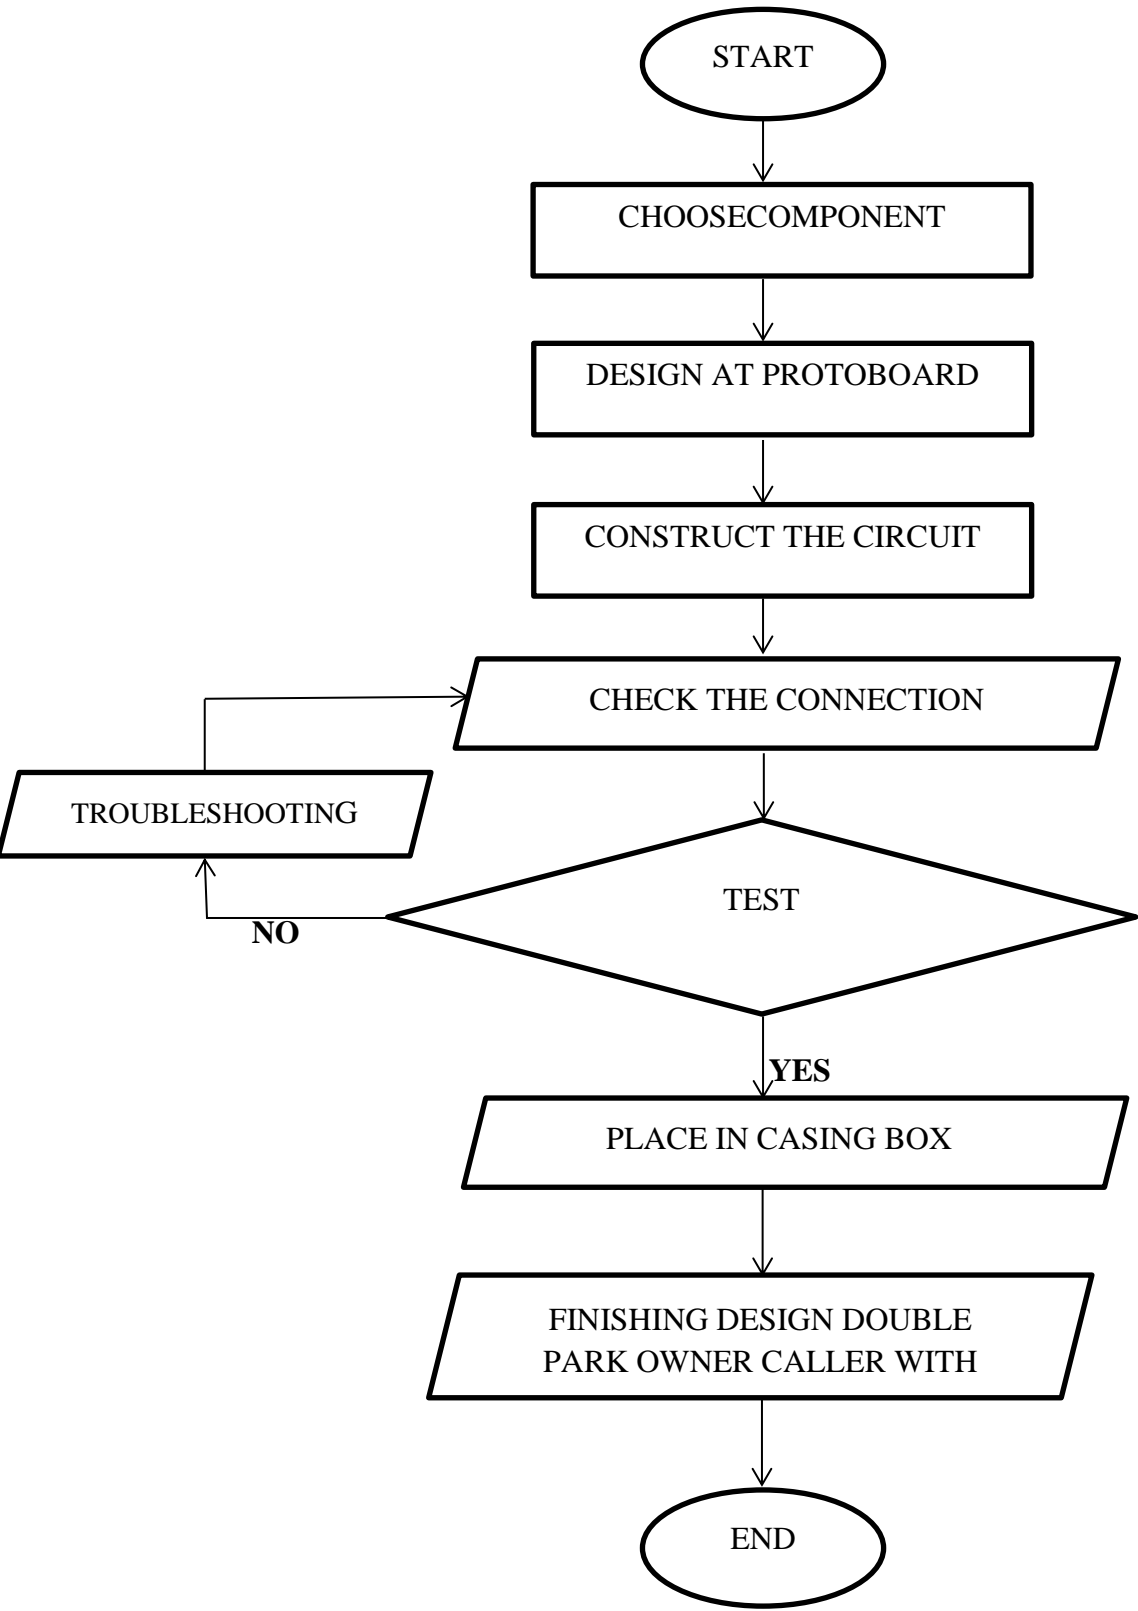 START
CHOOSECOMPONENT
DESIGN AT PROTOBOARD
CONSTRUCT THE CIRCUIT
CHECK THE CONNECTION
TROUBLESHOOTING
TEST
NO
YES
PLACE IN CASING BOX
FINISHING DESIGN DOUBLE
PARK OWNER CALLER WITH
END